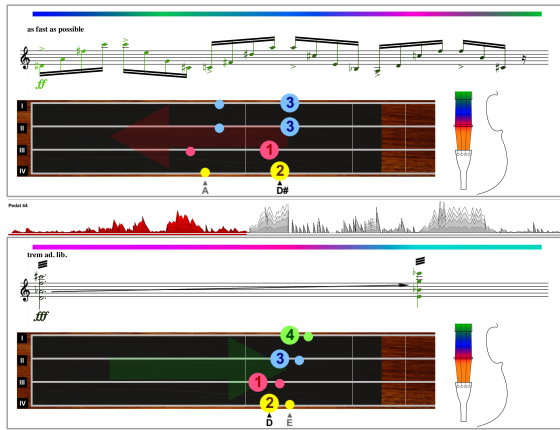 as fast as possible
ff
I
3
II
3
III
1
IV
2
A
D#
Pedal 44
trem ad. lib.
fff
I
4
II
3
III
1
IV
2
D
E